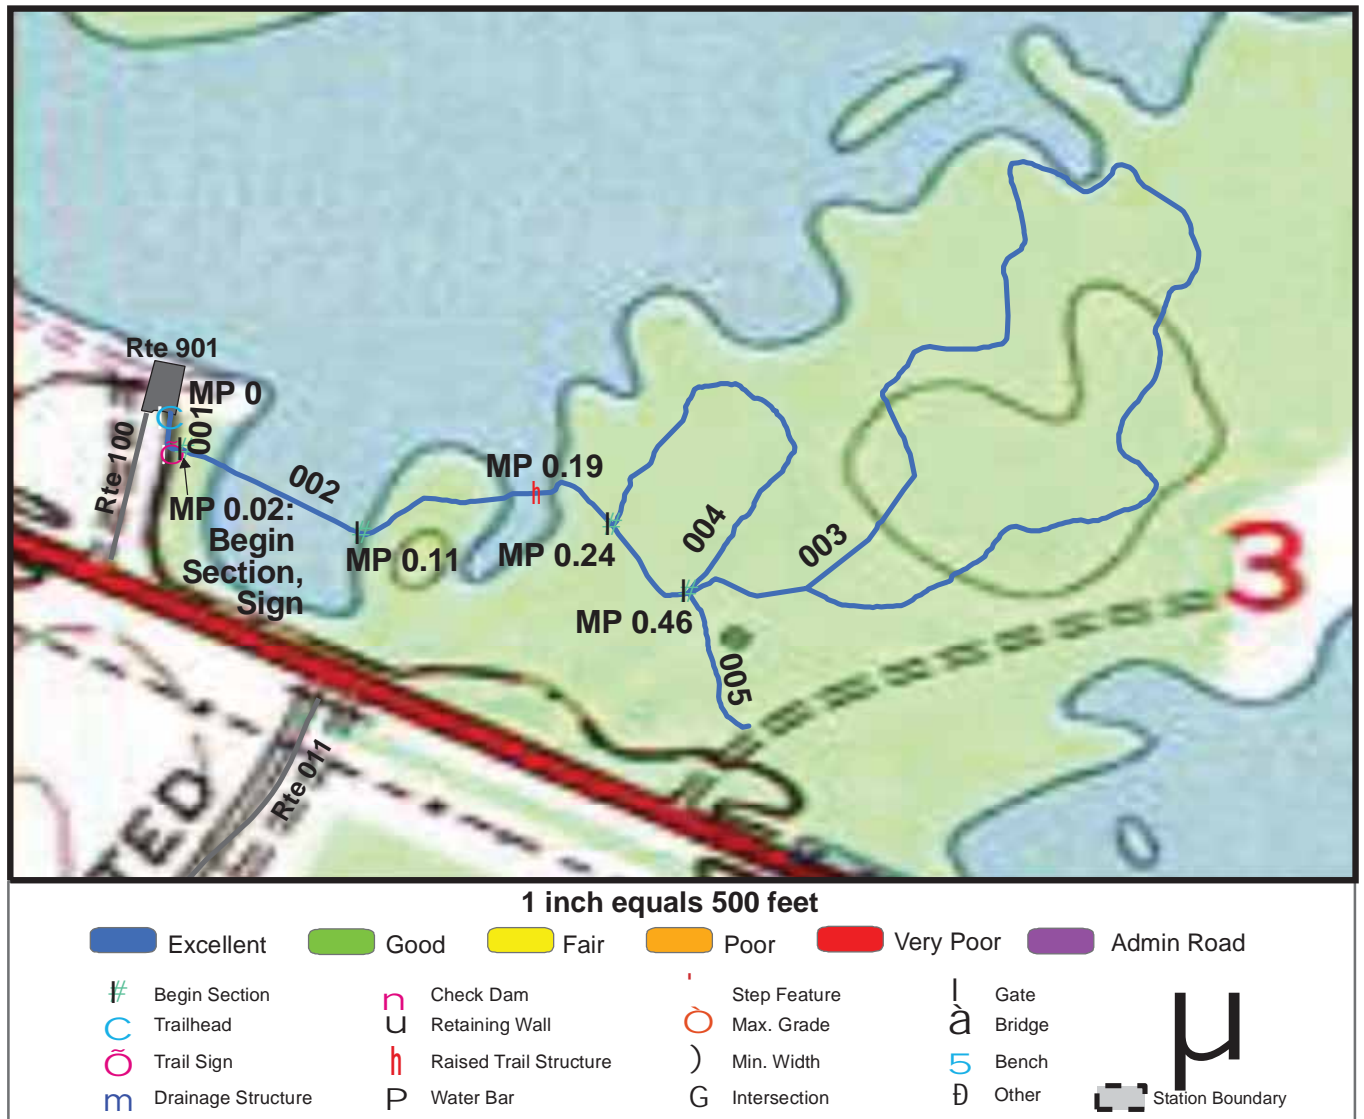 Rte 901
MP 0
001
Rte 100
002
MP 0.02:
Begin
Section,
Sign
MP 0.11
MP 0.19
MP 0.24
004
003
MP 0.46
005
3
Rte 011
TED
1 inch equals 500 feet
Excellent
Good
Fair
Poor
Very Poor
Admin Road
Begin Section
Check Dam
Step Feature
Gate
Trailhead
Retaining Wall
Max. Grade
Bridge
Trail Sign
Raised Trail Structure
Min. Width
Bench
Drainage Structure
Water Bar
Intersection
Other
Station Boundary